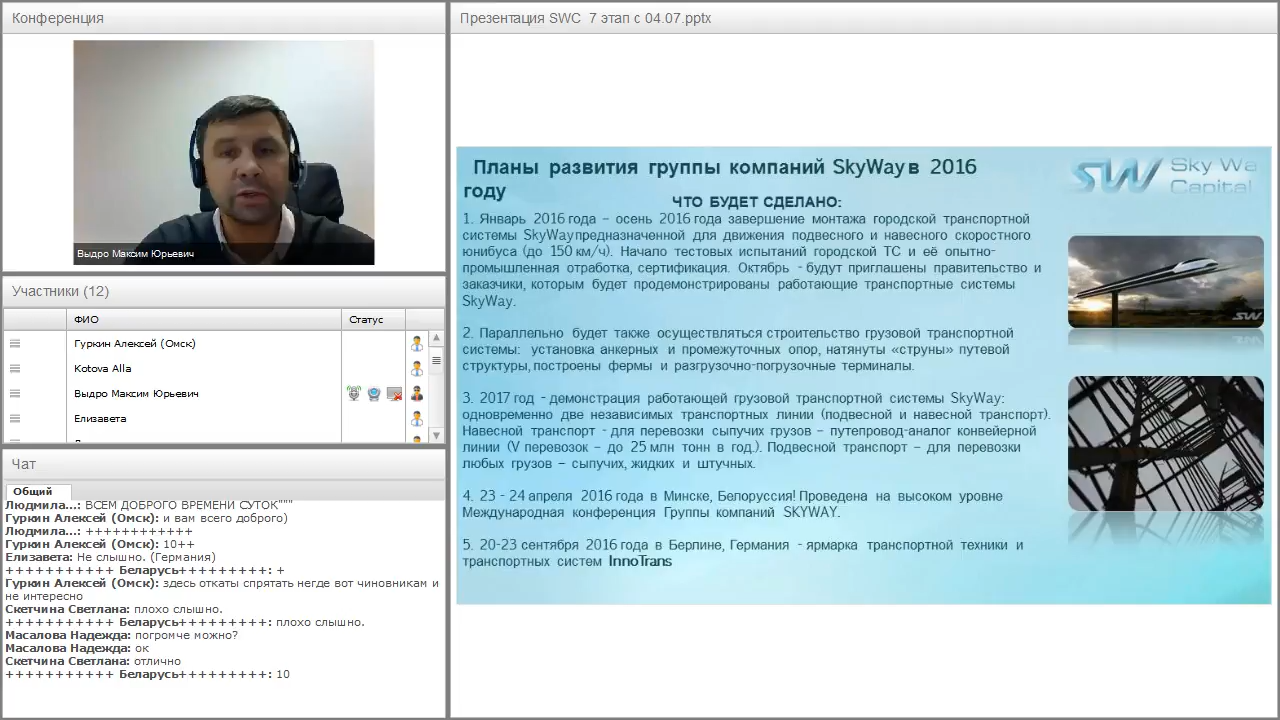 Конференция
Выдро Максим Юрьевич
Участники (12)
ФИО
Статус
Гуркин Алексей (Омск)
Kotova Alla
Выдро Максим Юрьевич
Елизавета
Чат
Общий
Людмила...: ВСЕМ ДОБРОГО ВРЕМЕНИ СУТОК"""
Гуркин Алексей (Омск): и вам всего доброго)
Людмила...: ++++++++++++
Гуркин Алексей (Омск): 10++
Елизавета: Не слышно. (Германия)
+++++++++++ Беларусь+++++++++: +
Гуркин Алексей (Омск): здесь откаты спрятать негде вот чиновникам и
не интересно
Скетчина Светлана: плохо слышно.
+++++++++++ Беларусь+++++++++: плохо слышно.
Масалова Надежда: погромче можно?
Масалова Надежда: ок
Скетчина Светлана: отлично
+++++++++++ Беларусь+++++++++: 10
Презентация SWC 7 этап с 04.07.pptx
Планы развития группы компаний SkyWay в 2016
году
ЧТО БУДЕТ СДЕЛАНО:
1. Январь 2016 года – осень 2016 года завершение монтажа городской транспортной
системы SkyWay предназначенной для движения подвесного и навесного скоростного
юнибуса (до 150 км/ч). Начало тестовых испытаний городской ТС и её опытно-
промышленная отработка, сертификация. Октябрь - будут приглашены правительство и
заказчики, которым будет продемонстрированы работающие транспортные системы
SkyWay.
2. Параллельно будет также осуществляться строительство грузовой транспортной
системы: установка анкерных и промежуточных опор, натянуты «струны» путевой
структуры, построены фермы и разгрузочно-погрузочные терминалы.
3. 2017 год - демонстрация работающей грузовой транспортной системы SkyWay:
одновременно две независимых транспортных линии (подвесной и навесной транспорт).
Навесной транспорт - для перевозки сыпучих грузов – путепровод-аналог конвейерной
линии (V перевозок – до 25 млн тонн в год.). Подвесной транспорт – для перевозки
любых грузов – сыпучих, жидких и штучных.
4. 23 - 24 апреля 2016 года в Минске, Белоруссия! Проведена на высоком уровне
Международная конференция Группы компаний SKYWAY.
5. 20-23 сентября 2016 года в Берлине, Германия - ярмарка транспортной техники и
транспортных систем InnoTrans
SW Sky Wa
Capital
SW